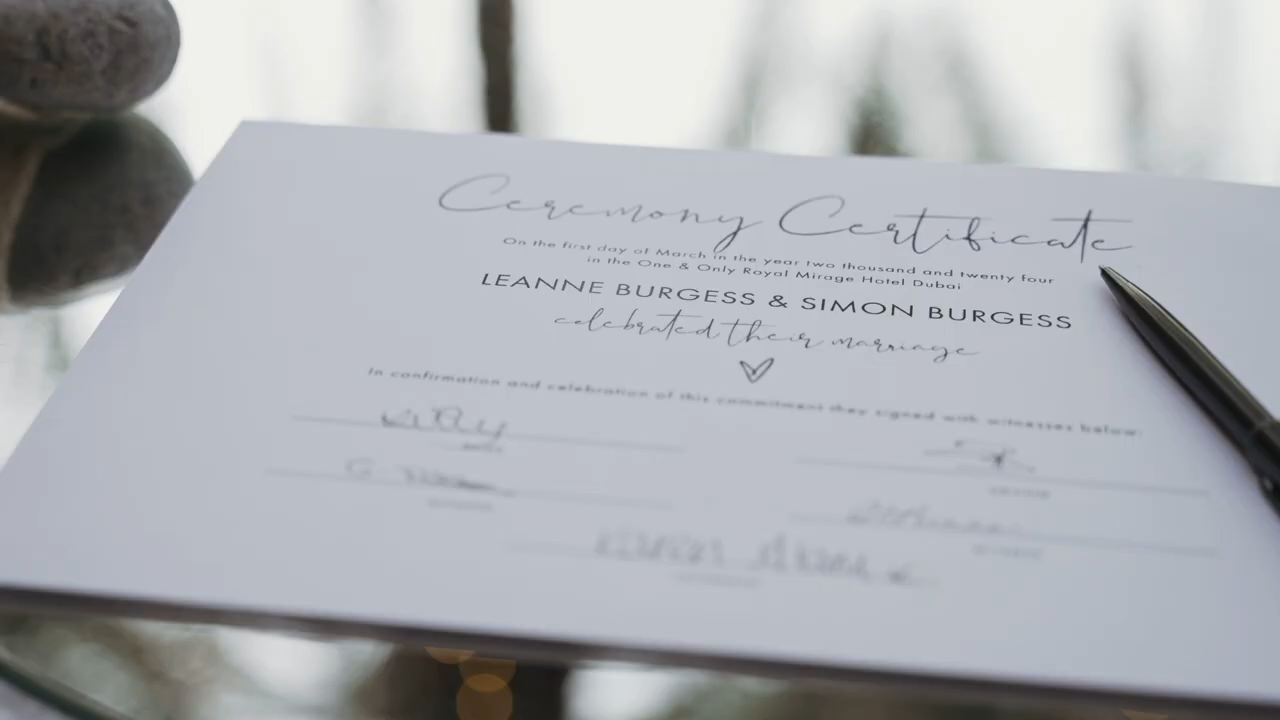 Ceremony Certificate
On the first day of March in the year two thousand and twenty four
in the One & Only Royal Mirage Hotel Dubai
LEANNE BURGESS & SIMON BURGESS
celebrated their marriage
In confirmation and celebration of this commitment they signed with witnesses below: